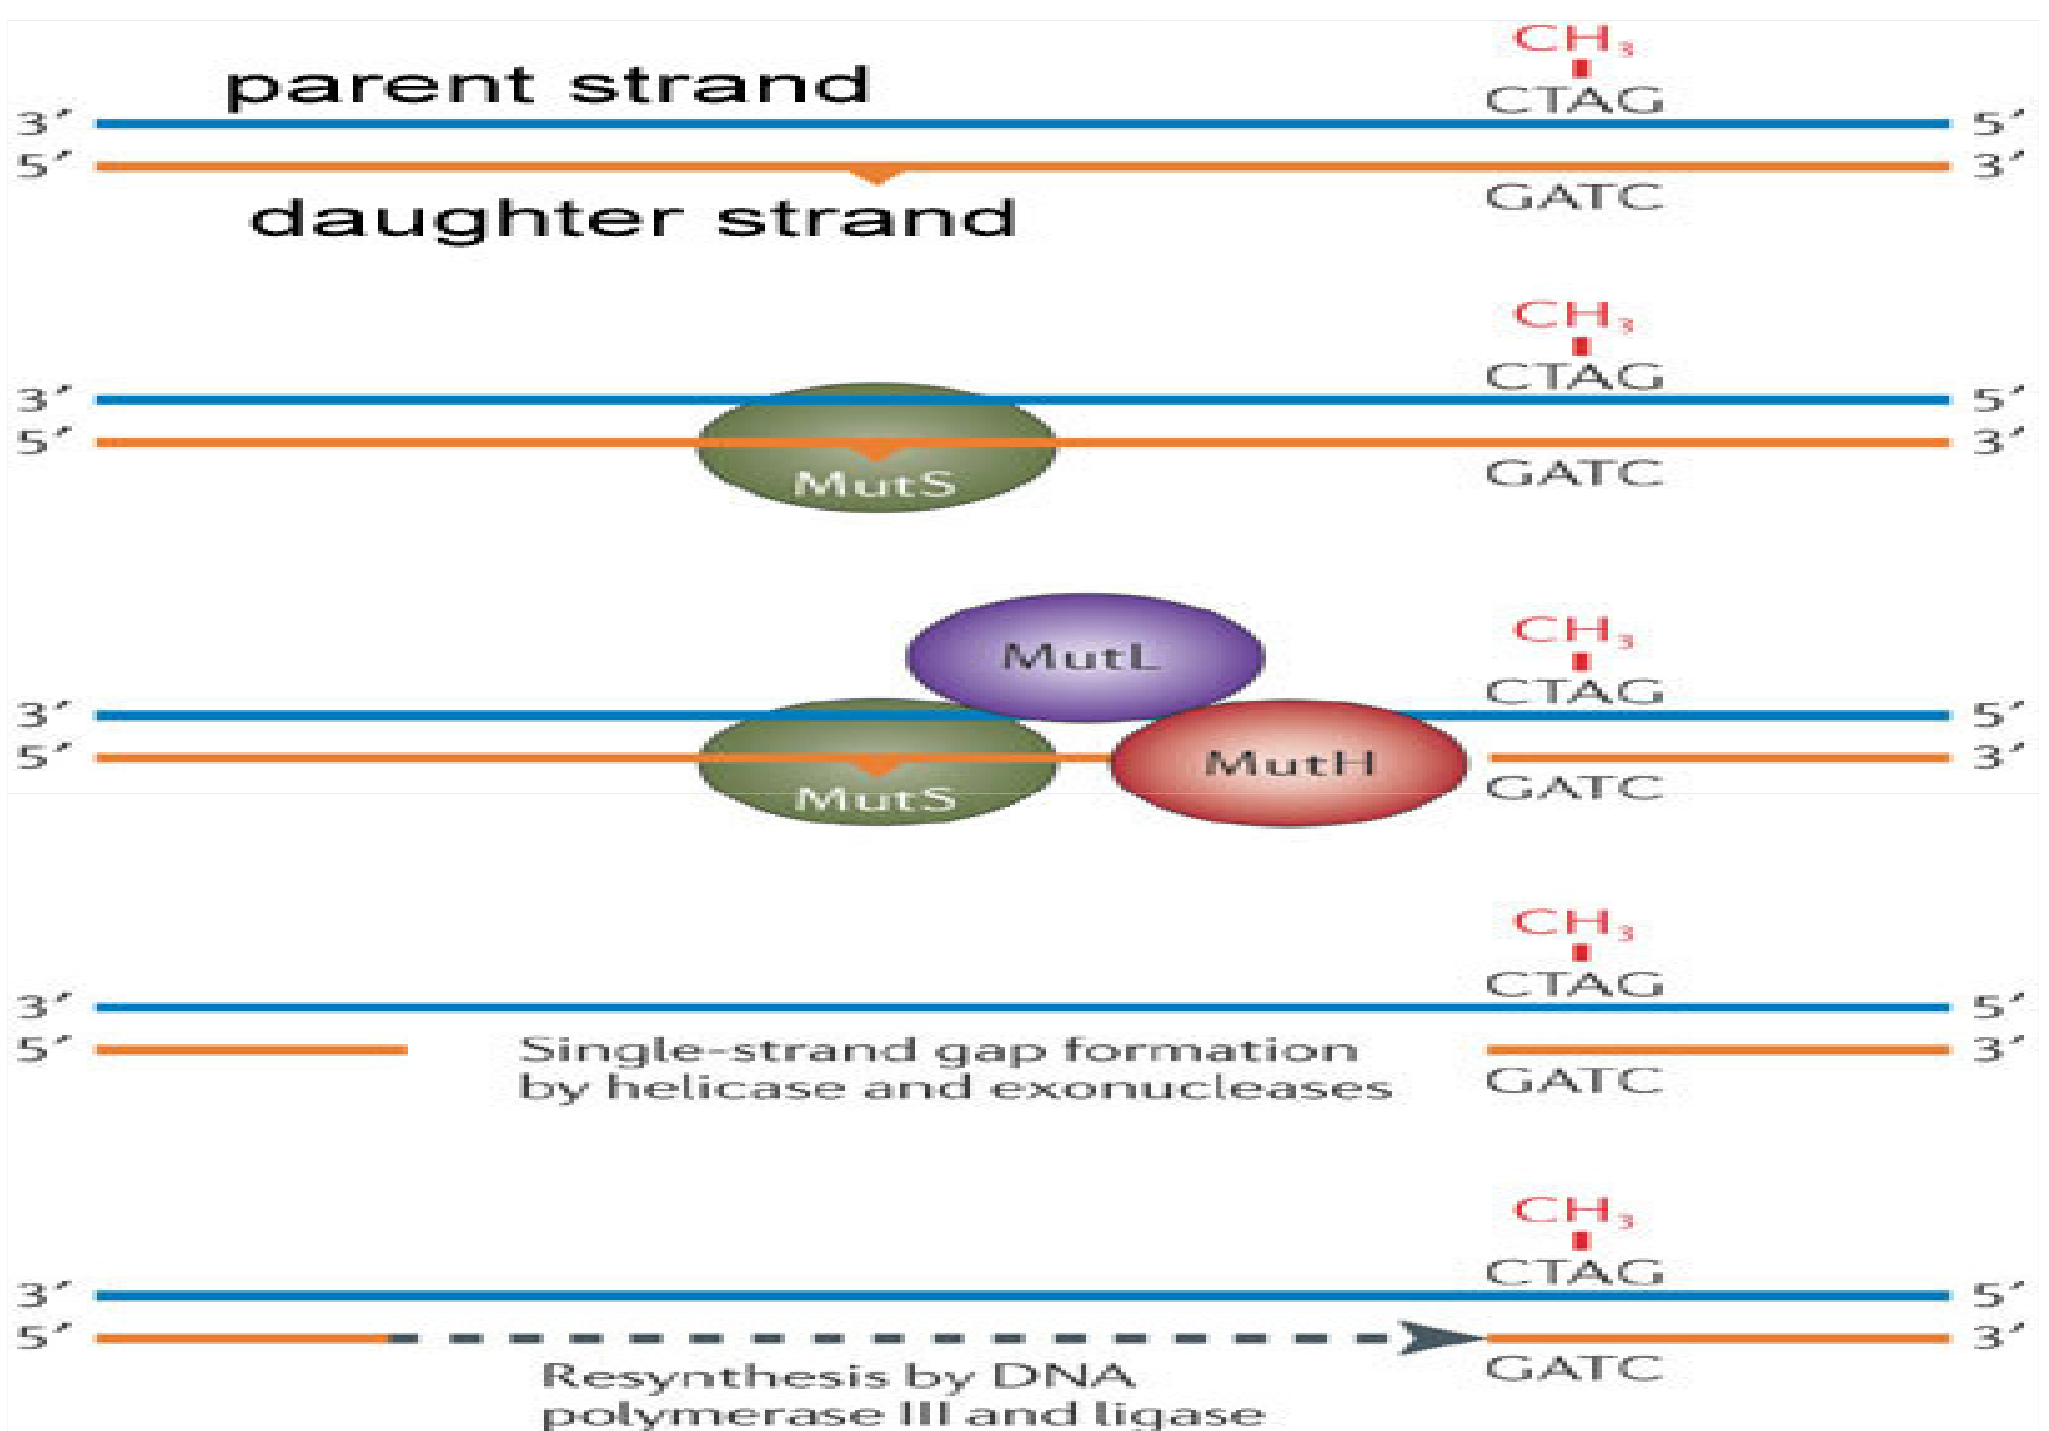 CH₃
parent strand
CTAG
3´ 5´
5´ 3´
GATC
daughter strand
CH₃
CTAG
3´ 5´
5´ 3´
GATC
MutS
MutL
CH₃
CTAG
3´ 5´
5´ 3´
MutH
GATC
MutS
CH₃
CTAG
3´ 5´
5´ 3´
Single-strand gap formation
by helicase and exonucleases
GATC
CH₃
CTAG
3´ 5´
5´ 3´
GATC
Resynthesis by DNA
polymerase III and ligase